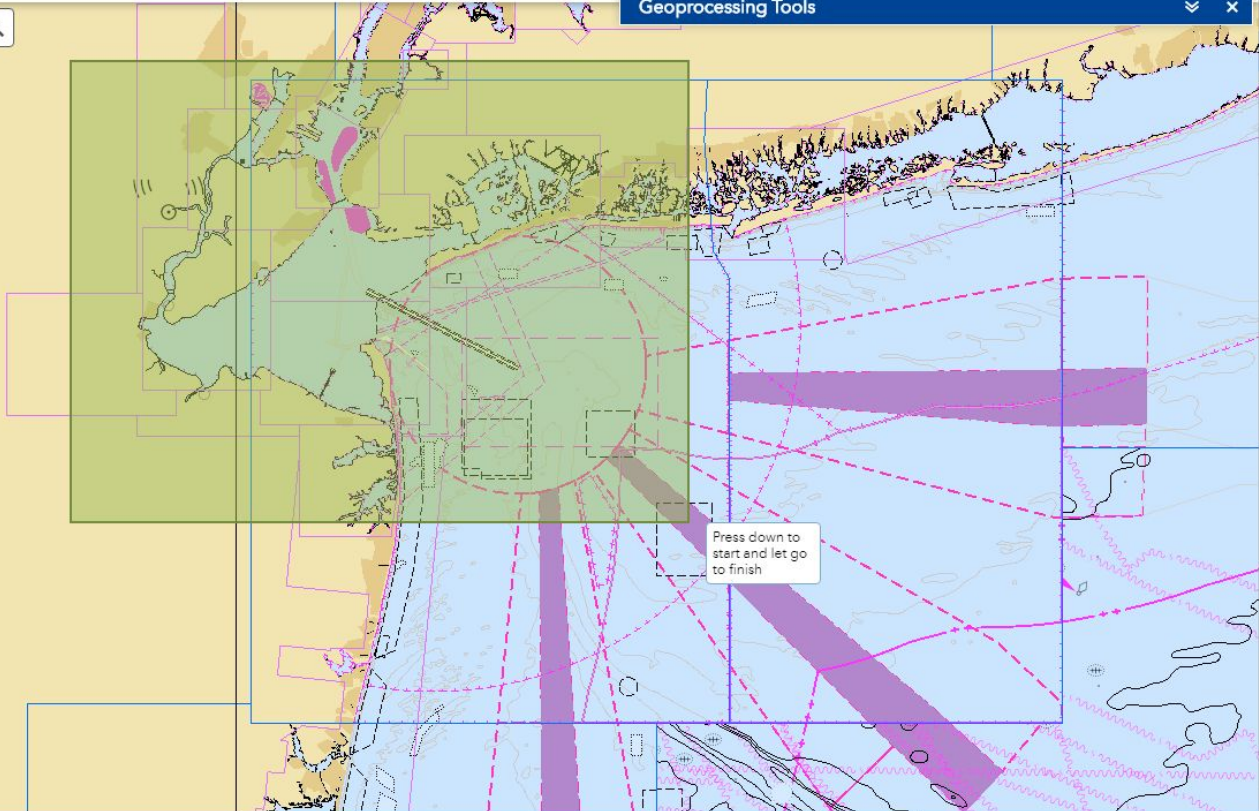 Geoprocessing Tools
Press down to
start and let go
to finish